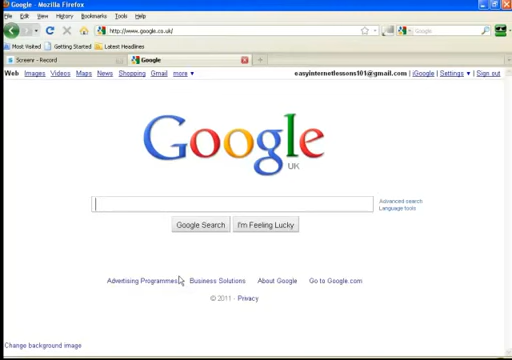 Google - Mozilla Firefox
File Edit View History Bookmarks Tools Help
http://www.google.co.uk/
Google
Most Visited Getting Started Latest Headlines
Screenr - Record
Google
Web Images Videos Maps News Shopping Gmail more ▼
easyinternetlessons101@gmail.com | iGoogle | Settings ▼ | Sign out
Google
UK
Advanced search
Language tools
Google Search
I'm Feeling Lucky
Advertising Programmes Business Solutions About Google Go to Google.com
© 2011 - Privacy
Change background image